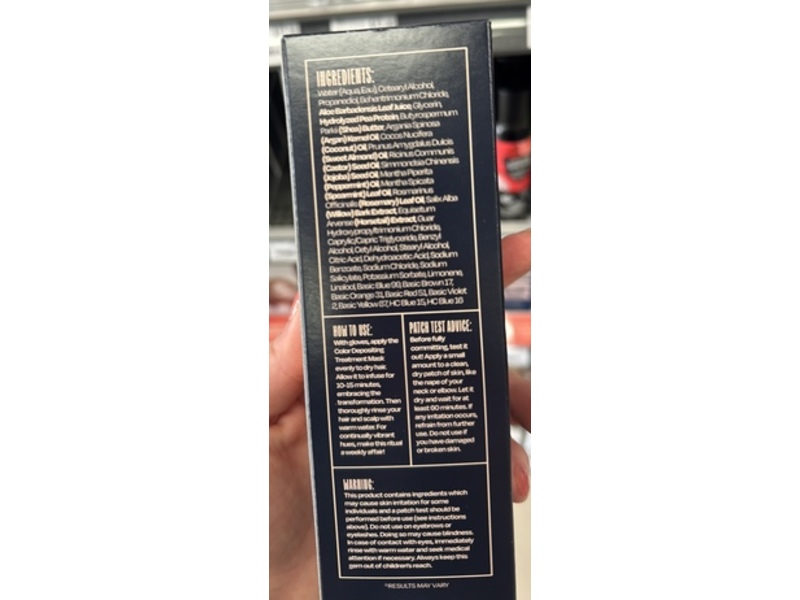 INGREDIENTS:
Water (Aqua, Eau), Cetearyl Alcohol,
Propanediol, Behentrimonium Chloride,
Aloe Barbadensis Leaf Juice, Glycerin,
Hydrolyzed Pea Protein, Butyrospermum
Parkii (Shea) Butter, Argania Spinosa
(Argan) Kernel Oil, Cocos Nucifera
(Coconut) Oil, Prunus Amygdalus Dulcis
(Sweet Almond) Oil, Ricinus Communis
(Castor) Seed Oil, Simmondsia Chinensis
(Jojoba) Seed Oil, Mentha Piperita
(Peppermint) Oil, Mentha Spicata
(Spearmint) Leaf Oil, Rosmarinus
Officinalis (Rosemary) Leaf Oil, Salix Alba
(Willow) Bark Extract, Equisetum
Arvense (Horsetail) Extract, Guar
Hydroxypropyltrimonium Chloride,
Caprylic/Capric Triglyceride, Benzyl
Alcohol, Cetyl Alcohol, Stearyl Alcohol,
Citric Acid, Dehydroacetic Acid, Sodium
Benzoate, Sodium Chloride, Sodium
Salicylate, Potassium Sorbate, Limonene,
Linalool, Basic Blue 99, Basic Brown 17,
Basic Orange 31, Basic Red 51, Basic Violet
2, Basic Yellow 87, HC Blue 15, HC Blue 16
HOW TO USE:
With gloves, apply the
Color Depositing
Treatment Mask
evenly to dry hair.
Allow it to infuse for
10-15 minutes,
embracing the
transformation. Then
thoroughly rinse your
hair and scalp with
warm water. For
continually vibrant
hues, make this ritual
a weekly affair!
PATCH TEST ADVICE:
Before fully
committing, test it
out! Apply a small
amount to a clean,
dry patch of skin, like
the nape of your
neck or elbow. Let it
dry and wait for at
least 60 minutes. If
any irritation occurs,
refrain from further
use. Do not use if
you have damaged
or broken skin.
WARNING:
This product contains ingredients which
may cause skin irritation for some
individuals and a patch test should be
performed before use (see instructions
above). Do not use on eyebrows or
eyelashes. Doing so may cause blindness.
In case of contact with eyes, immediately
rinse with warm water and seek medical
attention if necessary. Always keep this
gem out of children's reach.
*RESULTS MAY VARY